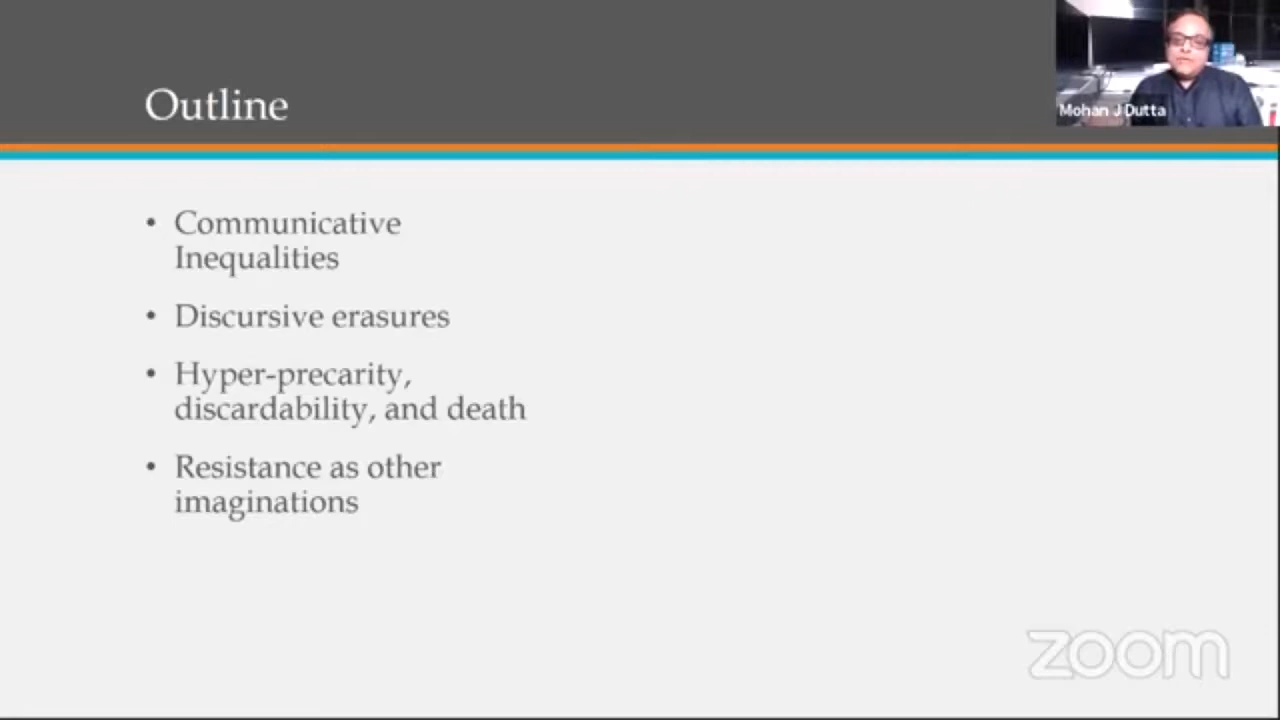 Outline
Mohan J Dutta
• Communicative
Inequalities
• Discursive erasures
• Hyper-precarity,
discardability, and death
• Resistance as other
imaginations
zoom